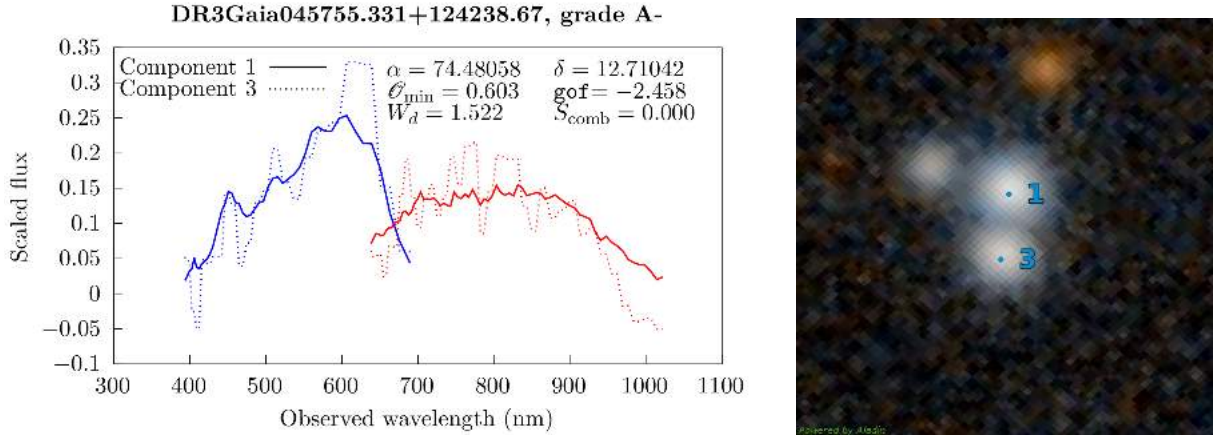 DR3Gaia045755.331+124238.67, grade A-
Component 1
Component 3
α = 74.48058 δ = 12.71042
𝒪min = 0.603 gof= −2.458
Wd = 1.522 Scomb = 0.000
Scaled flux
0.35
0.3
0.25
0.2
0.15
0.1
0.05
0
−0.05
−0.1
300 400 500 600 700 800 900 1000 1100
Observed wavelength (nm)
1
3
Powered by Aladin